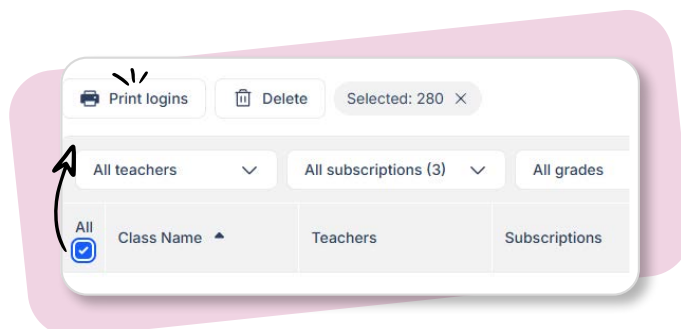 Print logins Delete Selected: 280
All teachers All subscriptions (3) All grades
All
Class Name Teachers Subscriptions